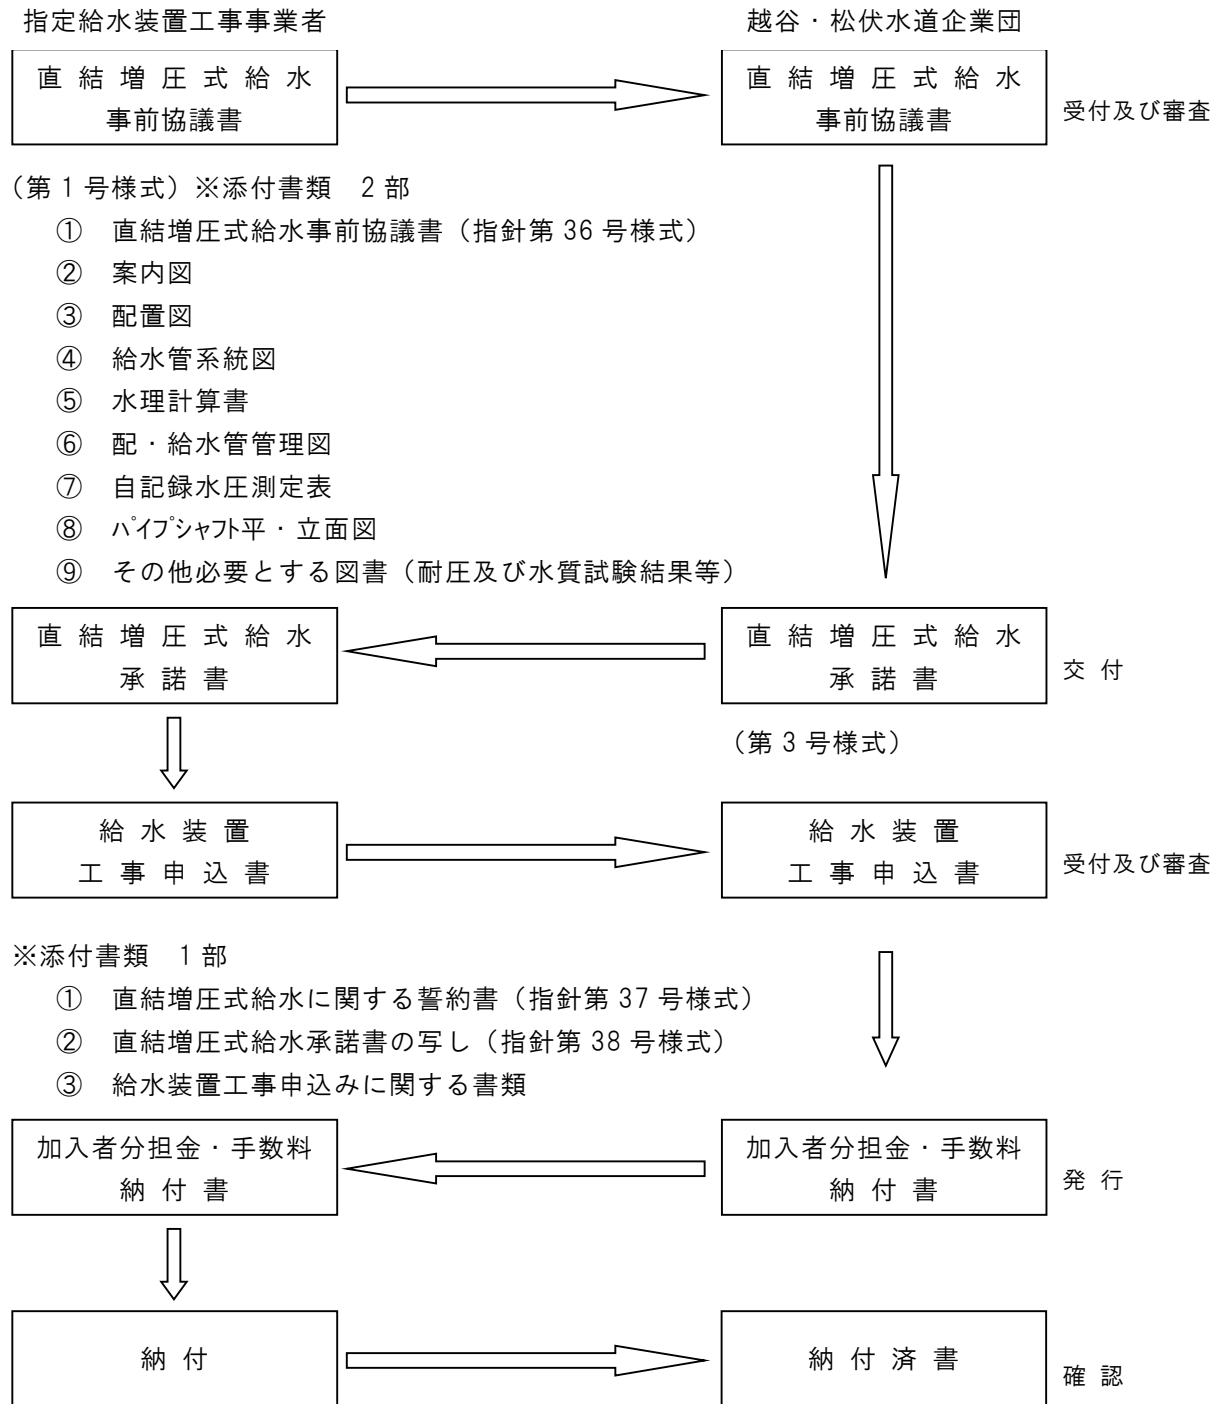 指定給水装置工事事業者
越谷・松伏水道企業団
直結増圧式給水
事前協議書
直結増圧式給水
事前協議書
受付及び審査
(第1号様式)※添付書類　2部
①　直結増圧式給水事前協議書(指針第36号様式)
②　案内図
③　配置図
④　給水管系統図
⑤　水理計算書
⑥　配・給水管管理図
⑦　自記録水圧測定表
⑧　ﾊﾟｲﾌﾟｼｬﾌﾄ平・立面図
⑨　その他必要とする図書(耐圧及び水質試験結果等)
直結増圧式給水
承諾書
直結増圧式給水
承諾書
交付
(第3号様式)
給水装置
工事申込書
給水装置
工事申込書
受付及び審査
※添付書類　1部
①　直結増圧式給水に関する誓約書(指針第37号様式)
②　直結増圧式給水承諾書の写し(指針第38号様式)
③　給水装置工事申込みに関する書類
加入者分担金・手数料
納付書
加入者分担金・手数料
納付書
発行
納付
納付済書
確認